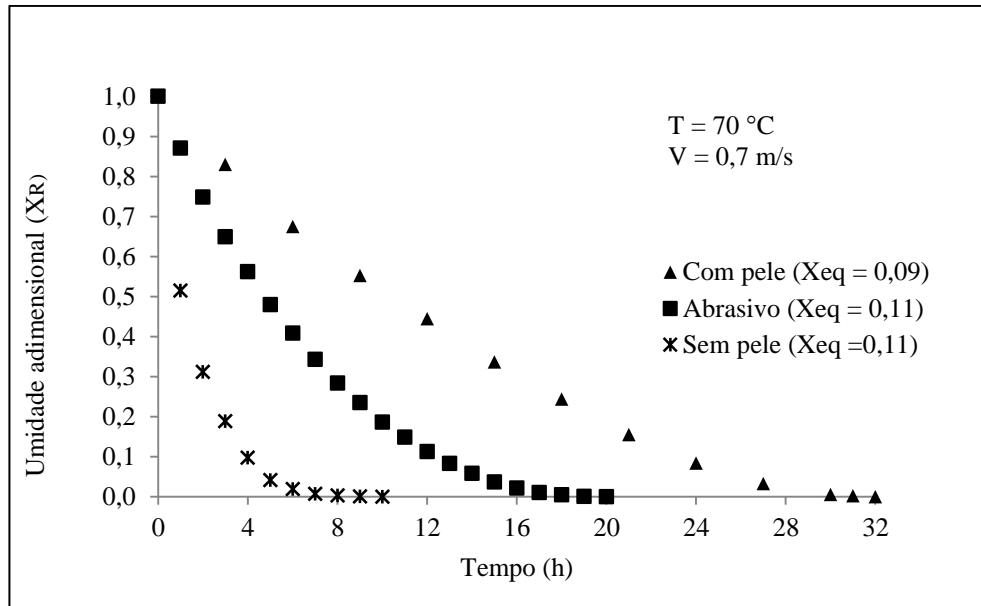 1,0
0,9
0,8
0,7
0,6
0,5
0,4
0,3
0,2
0,1
0,0
Umidade adimensional (XR)
T = 70 °C
V = 0,7 m/s
Com pele (Xeq = 0,09)
Abrasivo (Xeq = 0,11)
Sem pele (Xeq =0,11)
0 4 8 12 16 20 24 28 32
Tempo (h)